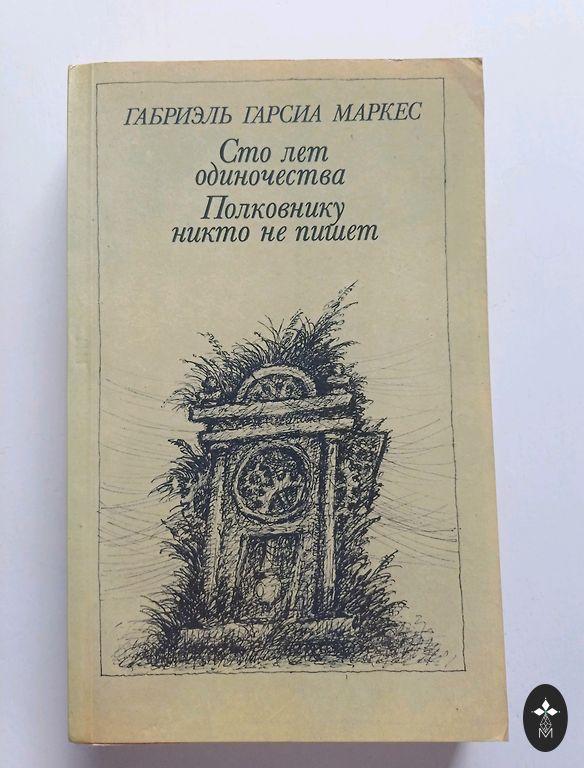 ГАБРИЭЛЬ ГАРСИА МАРКЕС
Сто лет
одиночества
Полковнику
никто не пишет